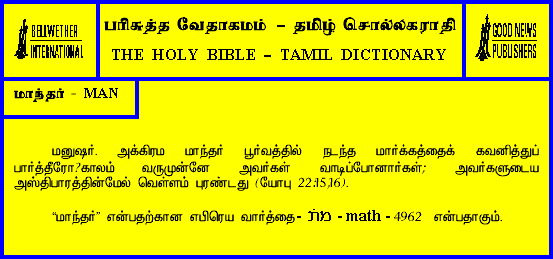 BELLWETHER
INTERNATIONAL
பரிசுத்த வேதாகமம் – தமிழ் சொல்லகராதி
THE HOLY BIBLE – TAMIL DICTIONARY
GOOD NEWS
PUBLISHERS
மாந்தர் - MAN
மனுஷர். அக்கிரம மாந்தர் பூர்வத்தில் நடந்த மார்க்கத்தைக் கவனித்துப்
பார்த்தீரோ?காலம் வருமுன்னே அவர்கள் வாடிப்போனார்கள்; அவர்களுடைய
அஸ்திபாரத்தின்மேல் வெள்ளம் புரண்டது (யோபு 22:15,16).
“மாந்தர்” என்பதற்கான எபிரெய வார்த்தை- מת - math - 4962 என்பதாகும்.